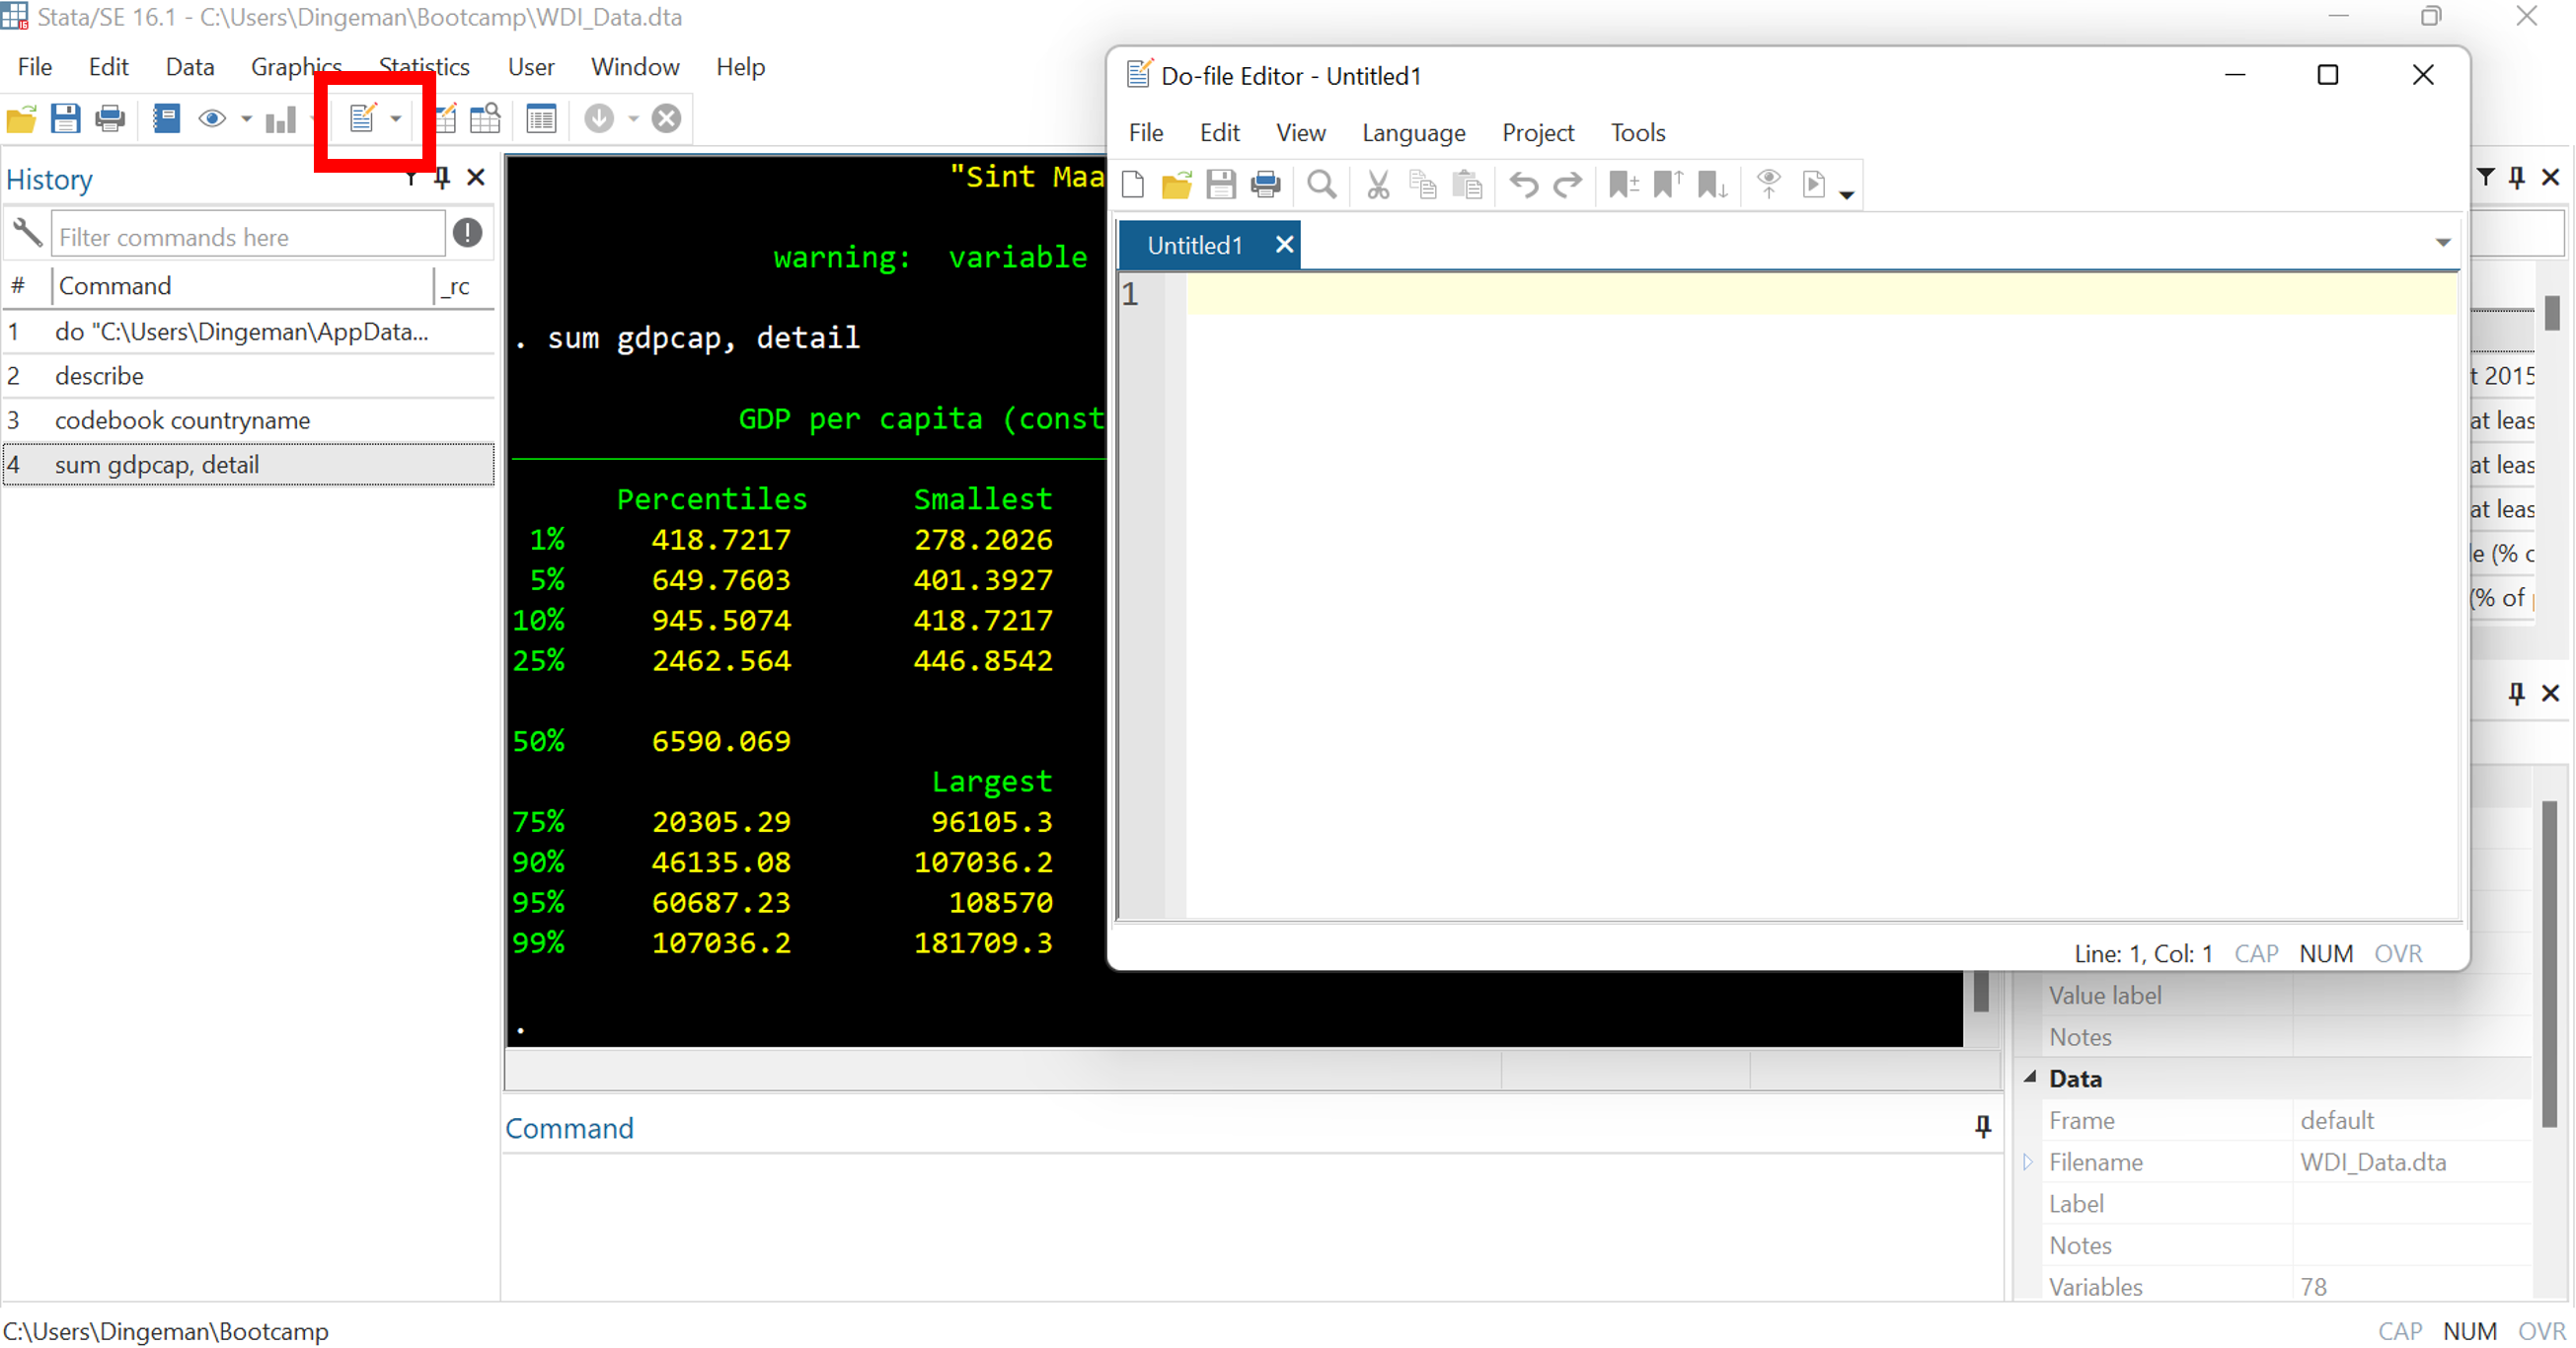 Stata/SE 16.1 - C:\Users\Dingeman\Bootcamp\WDI_Data.dta
File Edit Data Graphics Statistics User Window Help
History
Filter commands here
# Command _rc
1 do "C:\Users\Dingeman\AppData...
2 describe
3 codebook countryname
4 sum gdpcap, detail
"Sint Maa
warning: variable
. sum gdpcap, detail
GDP per capita (const
Percentiles Smallest
1% 418.7217 278.2026
5% 649.7603 401.3927
10% 945.5074 418.7217
25% 2462.564 446.8542
50% 6590.069
Largest
75% 20305.29 96105.3
90% 46135.08 107036.2
95% 60687.23 108570
99% 107036.2 181709.3
.
Command
Do-file Editor - Untitled1
File Edit View Language Project Tools
Untitled1
1
Line: 1, Col: 1 CAP NUM OVR
t 2015
at leas
at leas
at leas
le (% c
(% of
Value label
Notes
Data
Frame default
Filename WDI_Data.dta
Label
Notes
Variables 78
C:\Users\Dingeman\Bootcamp
CAP NUM OVR